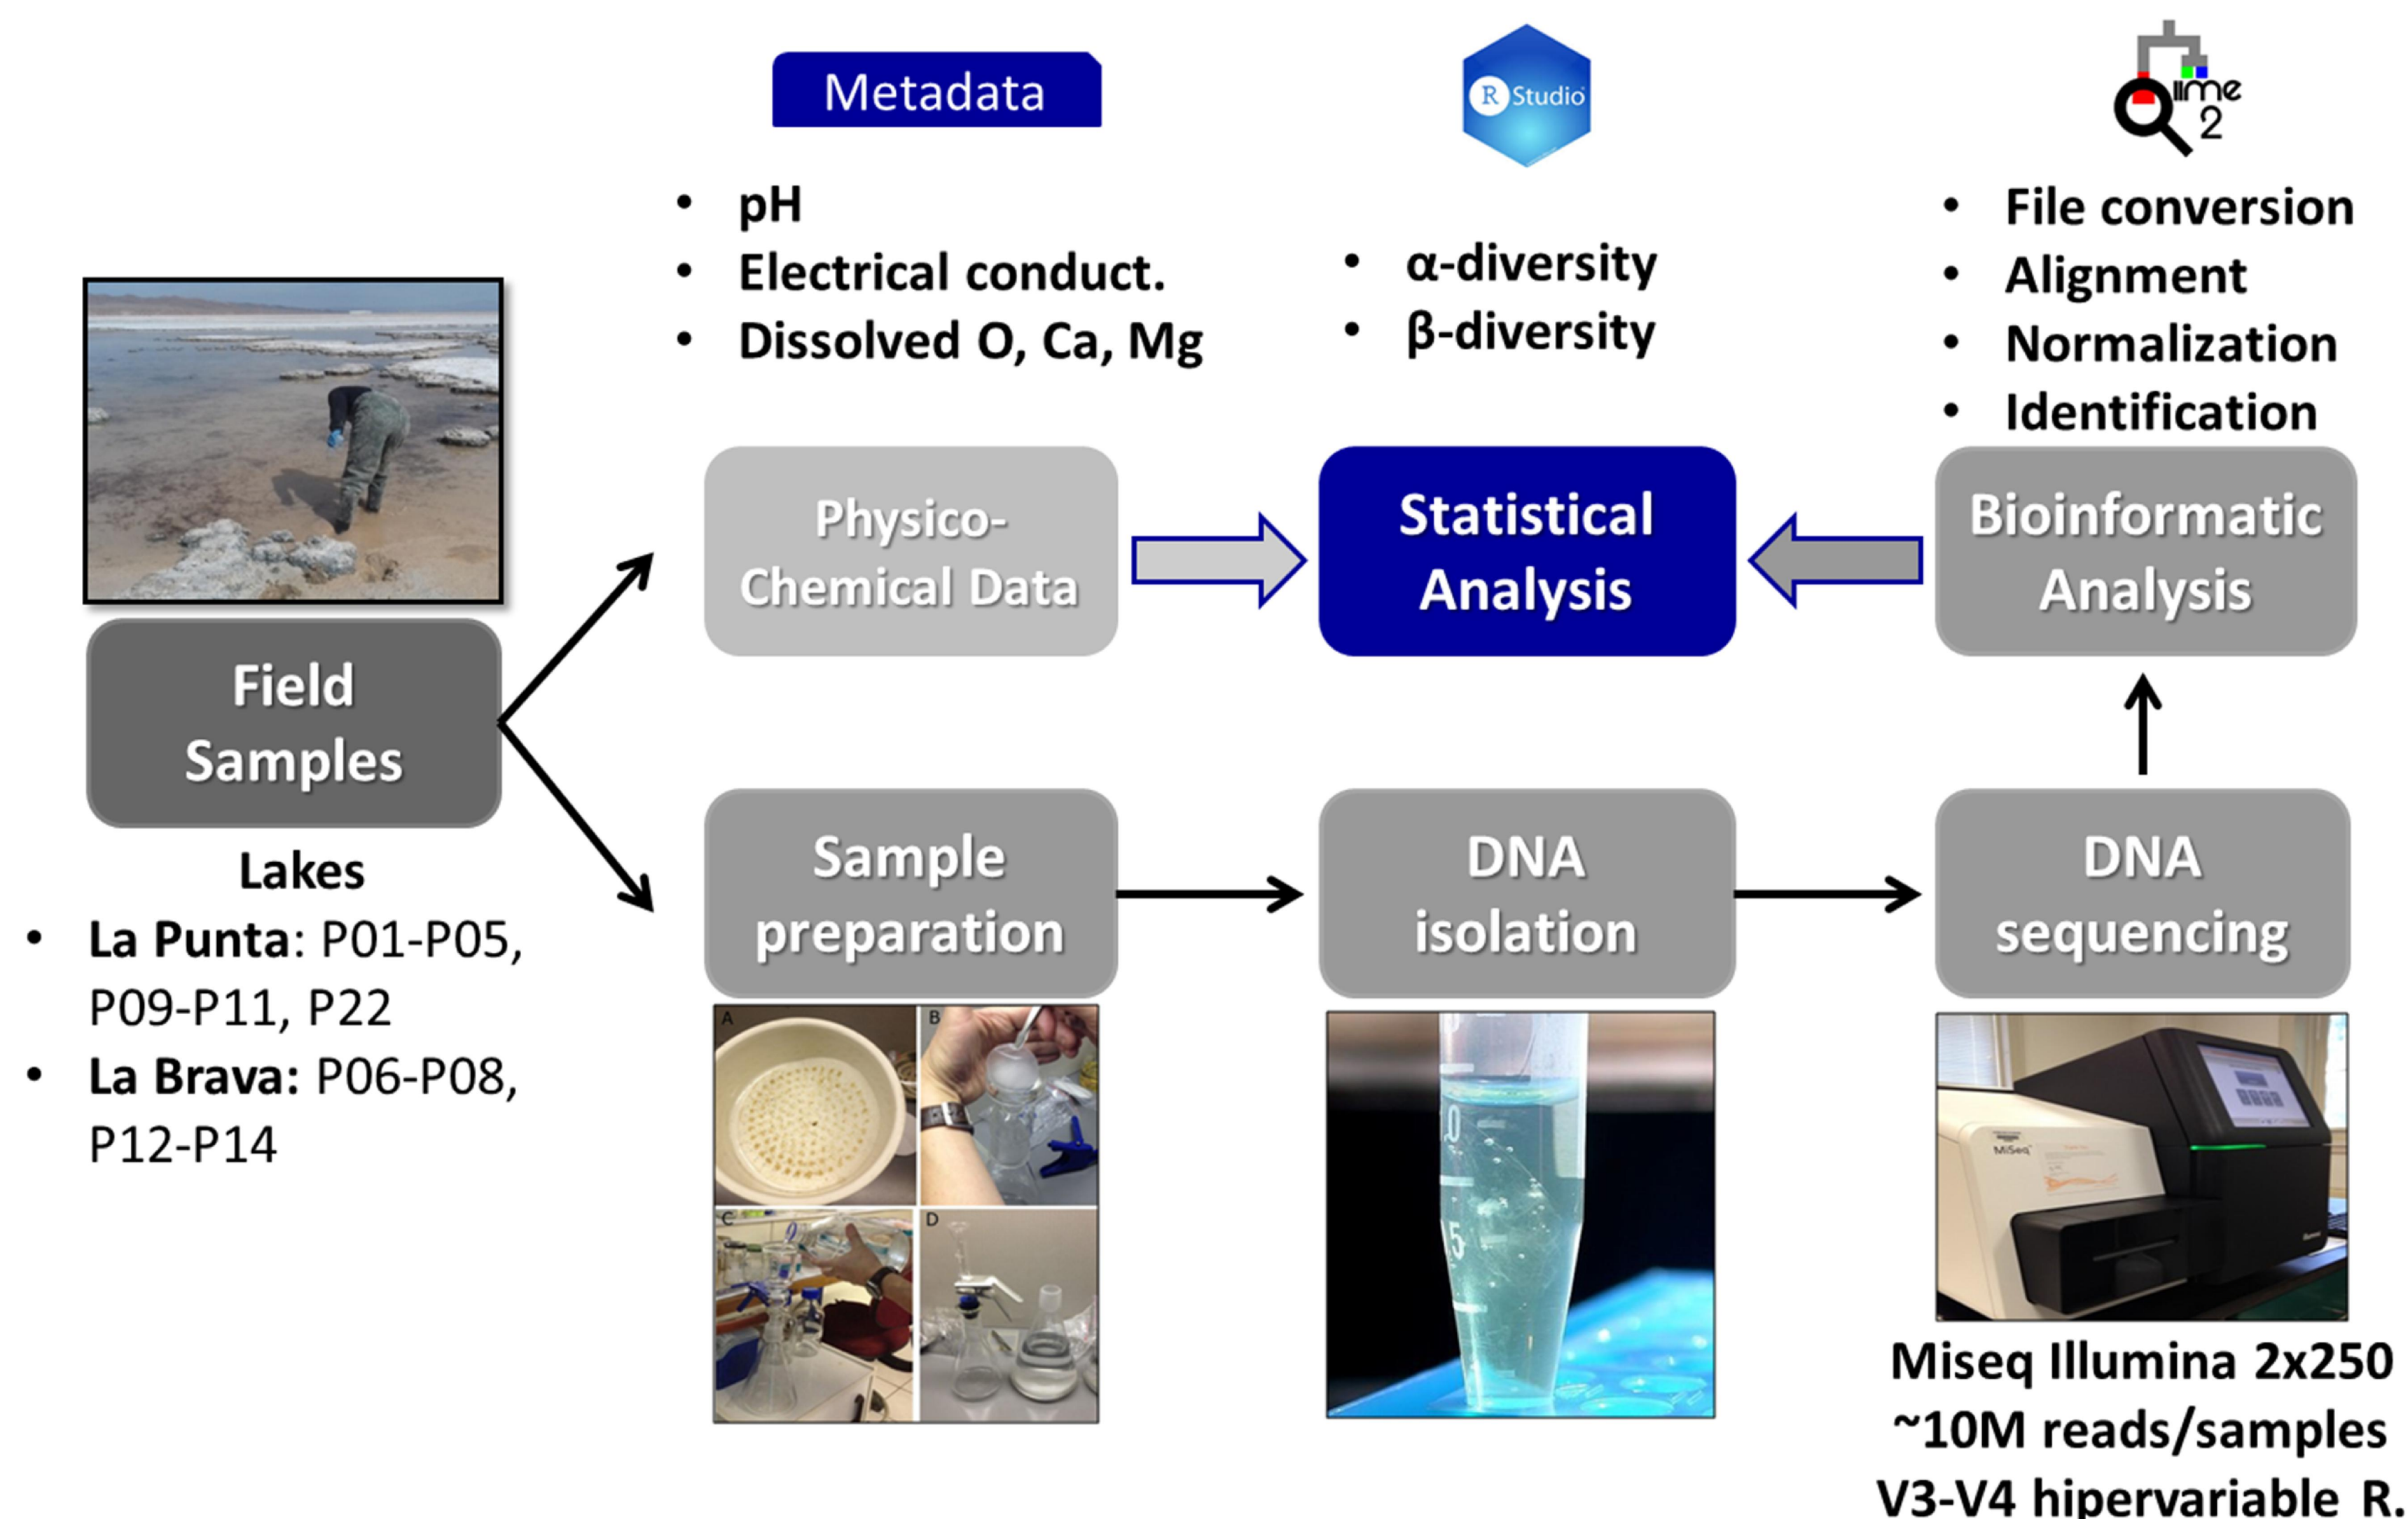 Metadata
• pH
• Electrical conduct.
• Dissolved O, Ca, Mg
R Studio
• α-diversity
• β-diversity
QIIme
2
• File conversion
• Alignment
• Normalization
• Identification
Physico-
Chemical Data
Statistical
Analysis
Bioinformatic
Analysis
Field
Samples
Lakes
• La Punta: P01-P05,
P09-P11, P22
• La Brava: P06-P08,
P12-P14
Sample
preparation
DNA
isolation
DNA
sequencing
A
B
C
D
MiSeq
Miseq Illumina 2x250
~10M reads/samples
V3-V4 hipervariable R.